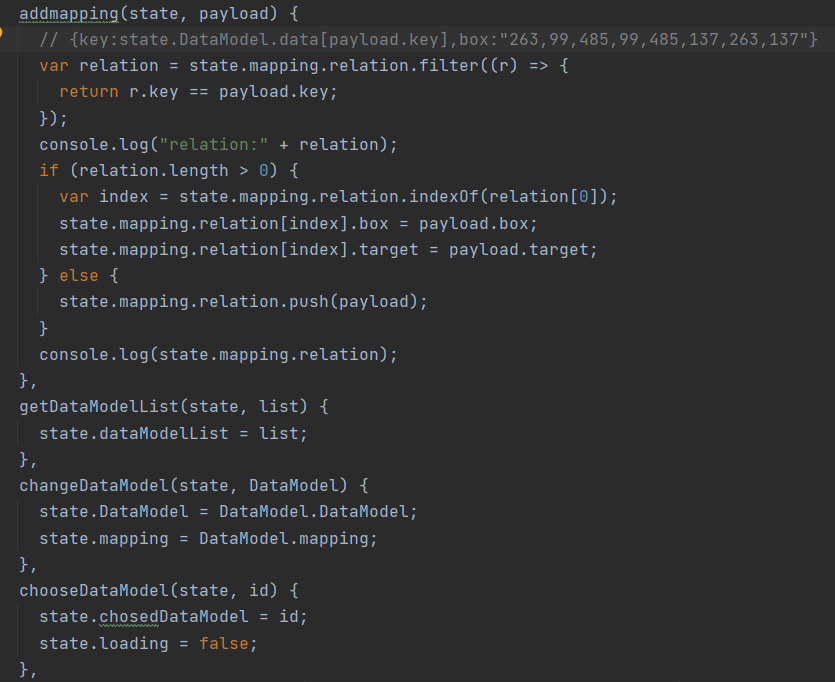 addmapping(state, payload) {
// {key:state.DataModel.data[payload.key],box:"263,99,485,99,485,137,263,137"}
var relation = state.mapping.relation.filter((r) => {
return r.key == payload.key;
});
console.log("relation:" + relation);
if (relation.length > 0) {
var index = state.mapping.relation.indexOf(relation[0]);
state.mapping.relation[index].box = payload.box;
state.mapping.relation[index].target = payload.target;
} else {
state.mapping.relation.push(payload);
}
console.log(state.mapping.relation);
},
getDataModelList(state, list) {
state.dataModelList = list;
},
changeDataModel(state, DataModel) {
state.DataModel = DataModel.DataModel;
state.mapping = DataModel.mapping;
},
chooseDataModel(state, id) {
state.chosedDataModel = id;
state.loading = false;
},